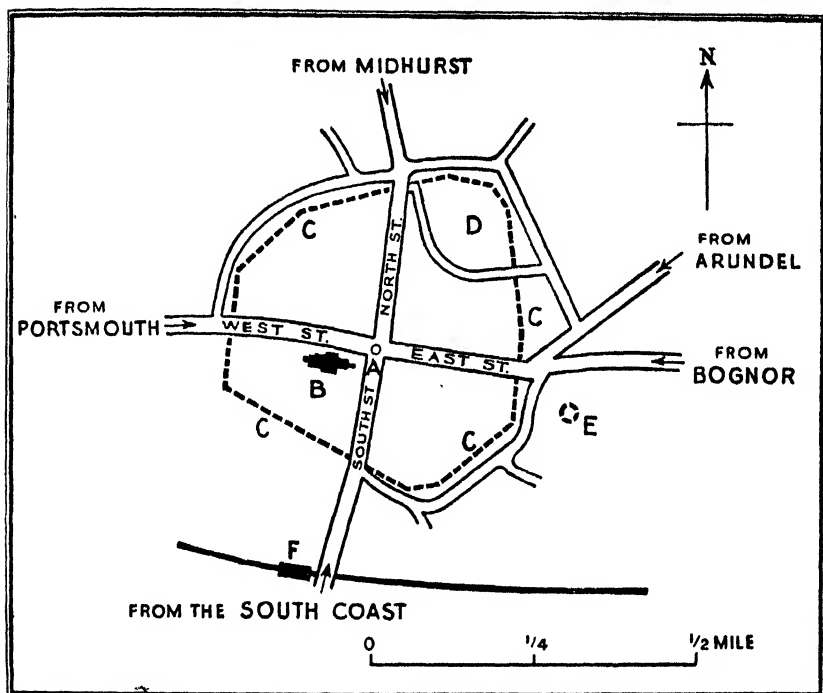 FROM MIDHURST
N
D
C
FROM
ARUNDEL
NORTH ST.
FROM
PORTSMOUTH
C
WEST ST.
O
EAST ST.
A
FROM
BOGNOR
B
SOUTH ST
E
C
C
F
FROM THE SOUTH COAST
0 1/4 1/2 MILE